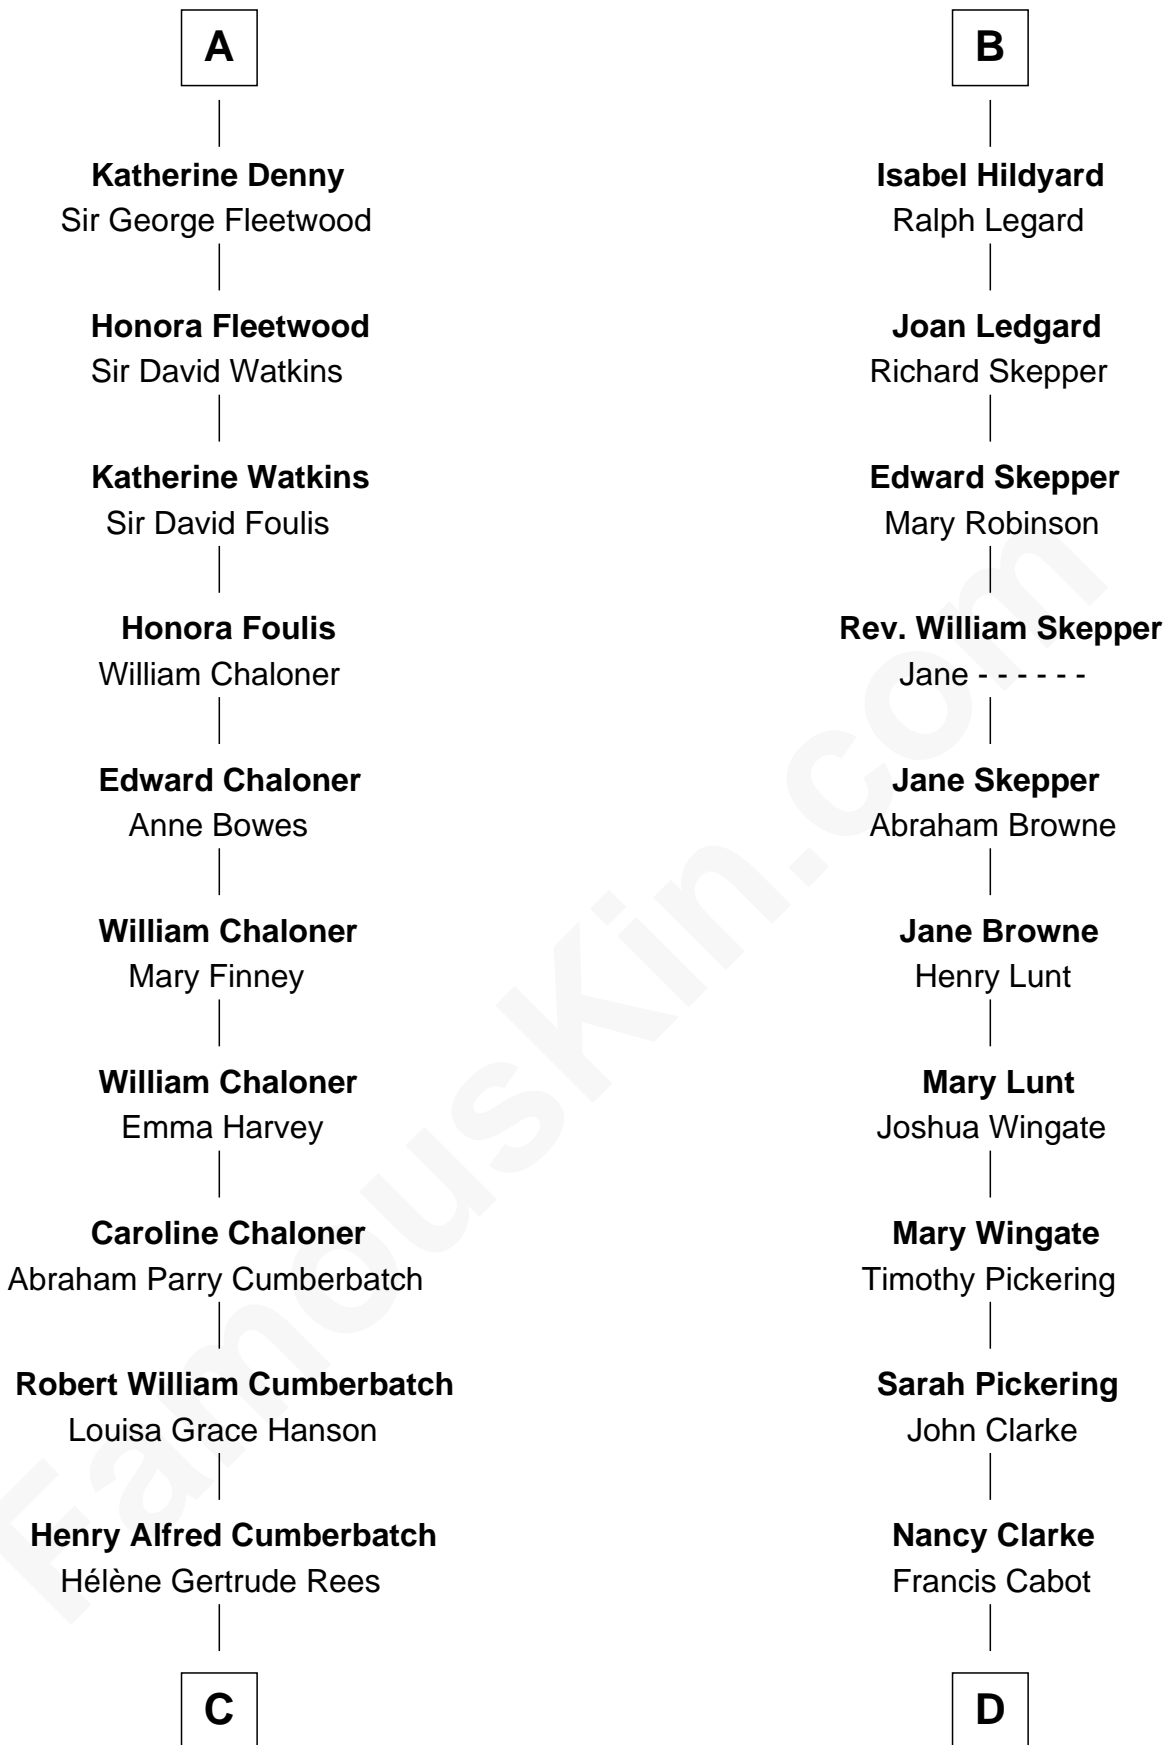 A
Katherine Denny
Sir George Fleetwood
Honora Fleetwood
Sir David Watkins
Katherine Watkins
Sir David Foulis
Honora Foulis
William Chaloner
Edward Chaloner
Anne Bowes
William Chaloner
Mary Finney
William Chaloner
Emma Harvey
Caroline Chaloner
Abraham Parry Cumberbatch
Robert William Cumberbatch
Louisa Grace Hanson
Henry Alfred Cumberbatch
Hélène Gertrude Rees
C
B
Isabel Hildyard
Ralph Legard
Joan Ledgard
Richard Skepper
Edward Skepper
Mary Robinson
Rev. William Skepper
Jane - - - - - -
Jane Skepper
Abraham Browne
Jane Browne
Henry Lunt
Mary Lunt
Joshua Wingate
Mary Wingate
Timothy Pickering
Sarah Pickering
John Clarke
Nancy Clarke
Francis Cabot
D
FamousKin.com